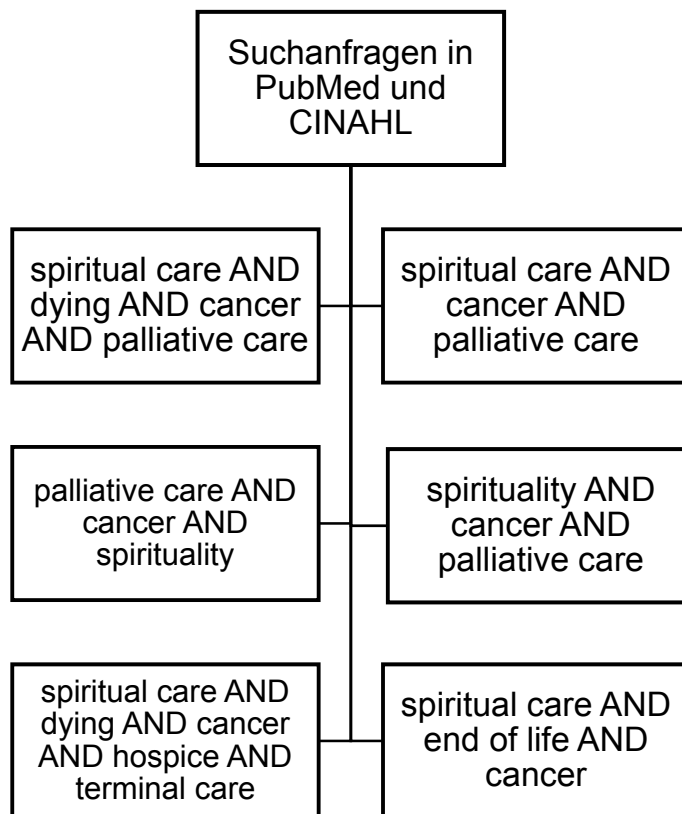 Suchanfragen in
PubMed und
CINAHL
spiritual care AND
dying AND cancer
AND palliative care
spiritual care AND
cancer AND
palliative care
palliative care AND
cancer AND
spirituality
spirituality AND
cancer AND
palliative care
spiritual care AND
dying AND cancer
AND hospice AND
terminal care
spiritual care AND
end of life AND
cancer